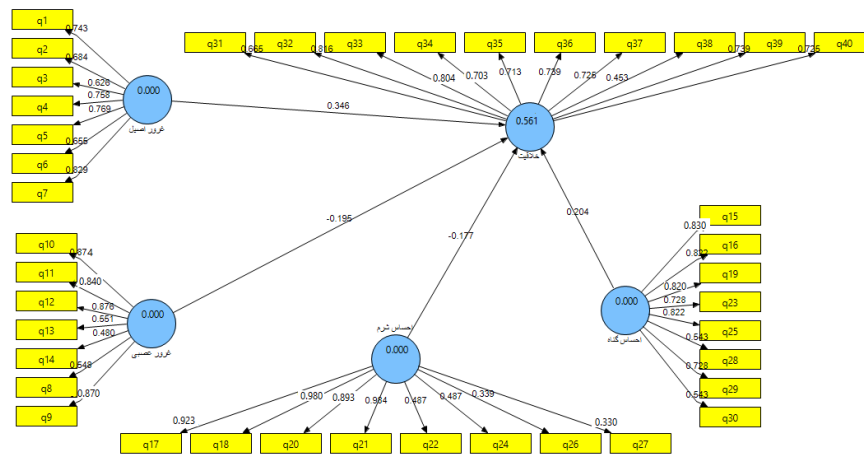 q1
0.743
q2
0.684
q3
0.626
q4
0.758
q5
0.769
q6
0.655
q7
0.829
0.000
غرور اصیل
0.346
q31
q32
q33
q34
q35
q36
q37
q38
q39
q40
0.665
0.816
0.804
0.703
0.713
0.739
0.725
0.453
0.739
0.725
0.561
خلاقیت
-0.195
-0.177
0.204
q10
0.874
q11
0.840
q12
0.876
q13
0.551
q14
0.480
q8
0.548
q9
0.870
0.000
غرور عصبی
احساس شرم
0.000
0.923
0.980
0.893
0.934
0.487
0.487
0.339
0.330
q17
q18
q20
q21
q22
q24
q26
q27
0.000
احساس گناه
q15
0.830
q16
0.822
q19
0.820
q23
0.728
q25
0.822
q28
0.543
q29
0.728
q30
0.543